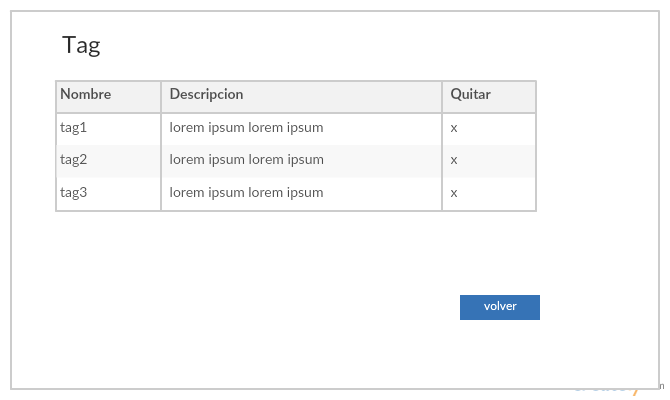 Tag
Nombre Descripcion Quitar
tag1 lorem ipsum lorem ipsum x
tag2 lorem ipsum lorem ipsum x
tag3 lorem ipsum lorem ipsum x
volver